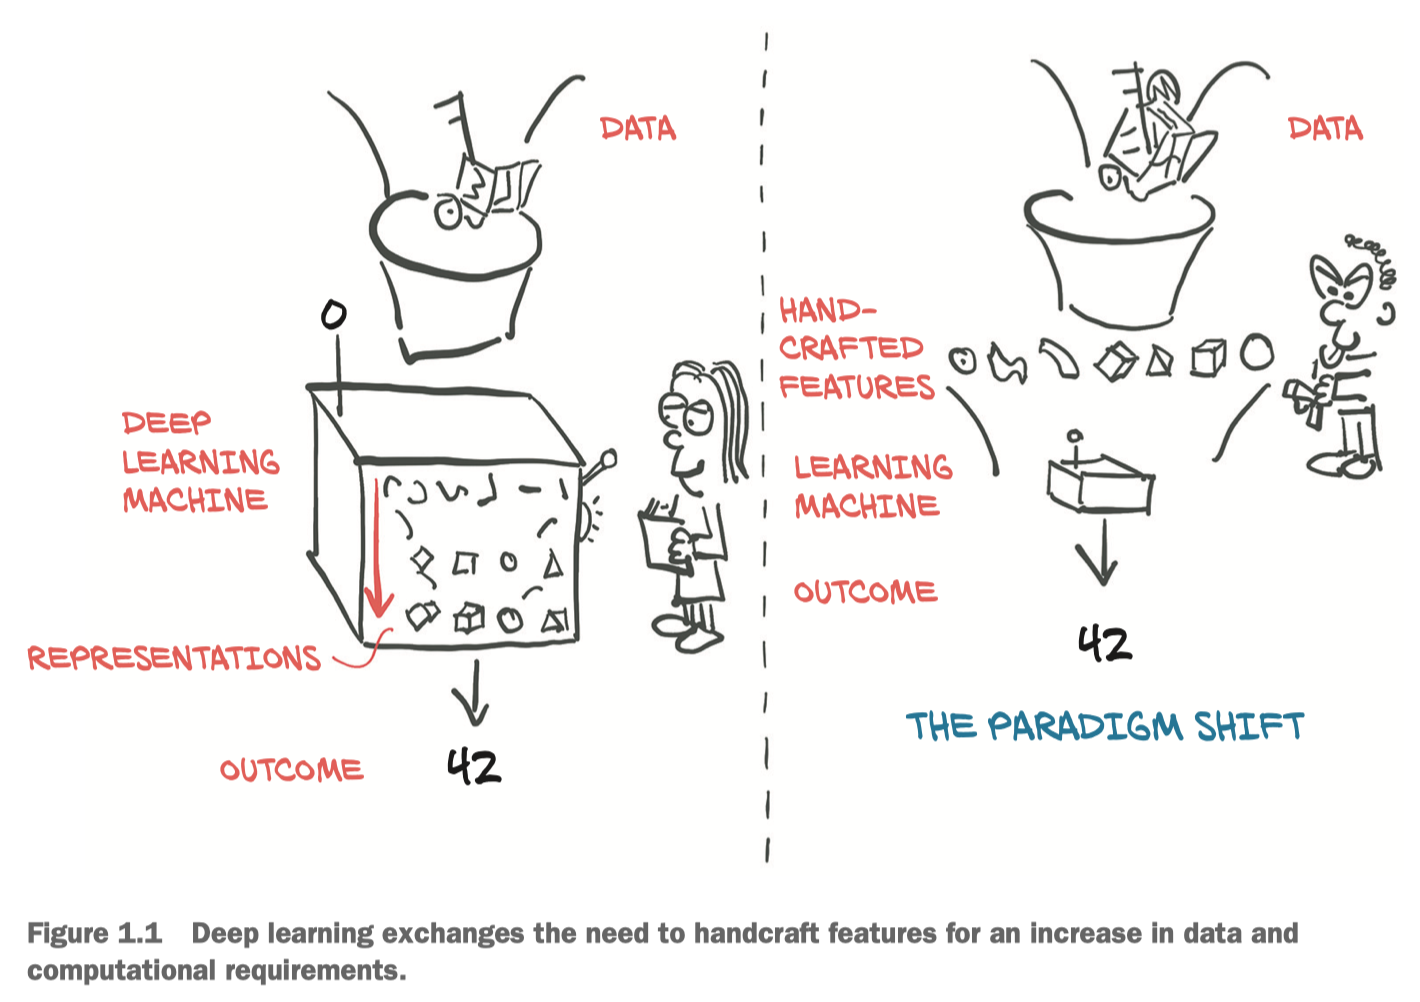 DATA
DEEP
LEARNING
MACHINE
REPRESENTATIONS
OUTCOME
42
DATA
HAND-
CRAFTED
FEATURES
LEARNING
MACHINE
OUTCOME
42
THE PARADIGM SHIFT
Figure 1.1 Deep learning exchanges the need to handcraft features for an increase in data and
computational requirements.